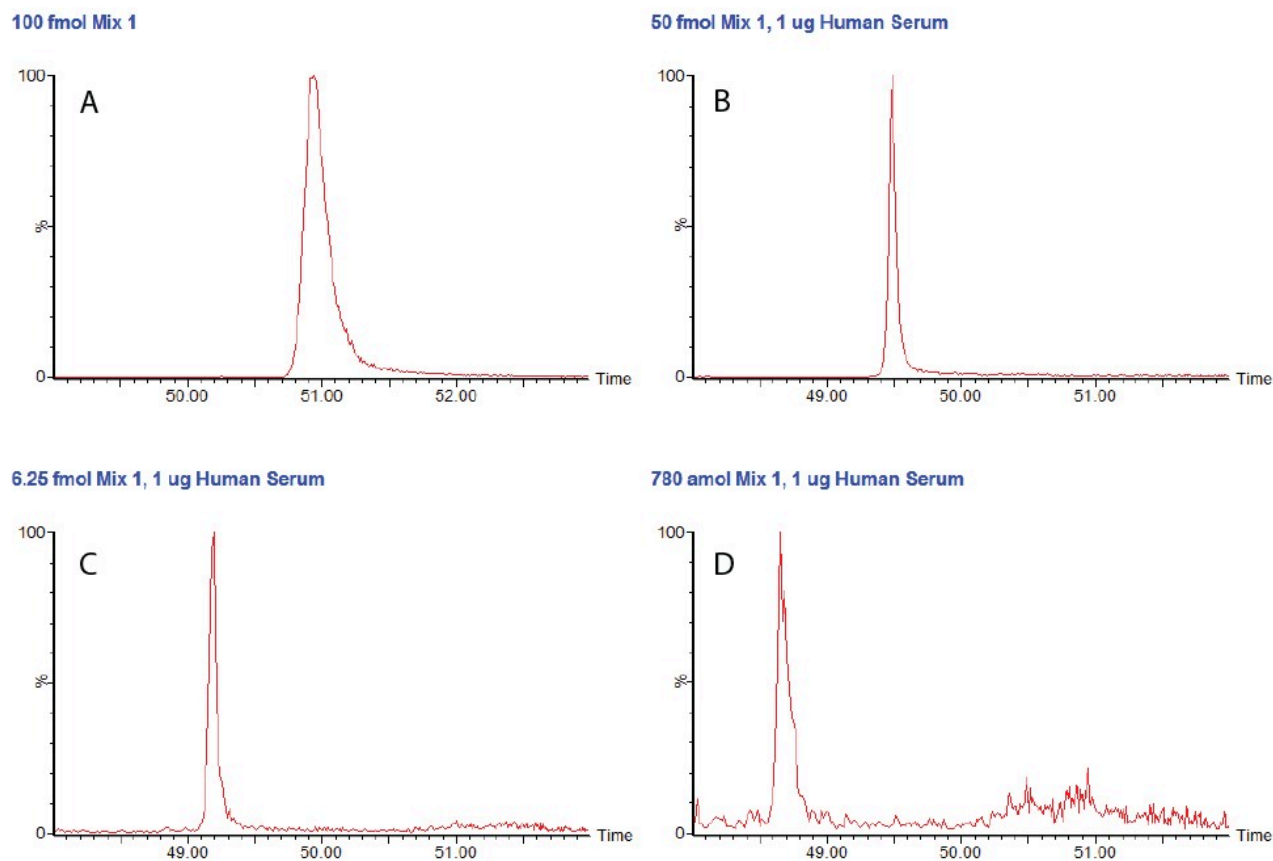 100 fmol Mix 1
50 fmol Mix 1, 1 ug Human Serum
100
A
%
0
50.00 51.00 52.00
Time
100
B
%
0
49.00 50.00 51.00
Time
6.25 fmol Mix 1, 1 ug Human Serum
780 amol Mix 1, 1 ug Human Serum
100
C
%
0
49.00 50.00 51.00
Time
100
D
%
0
49.00 50.00 51.00
Time